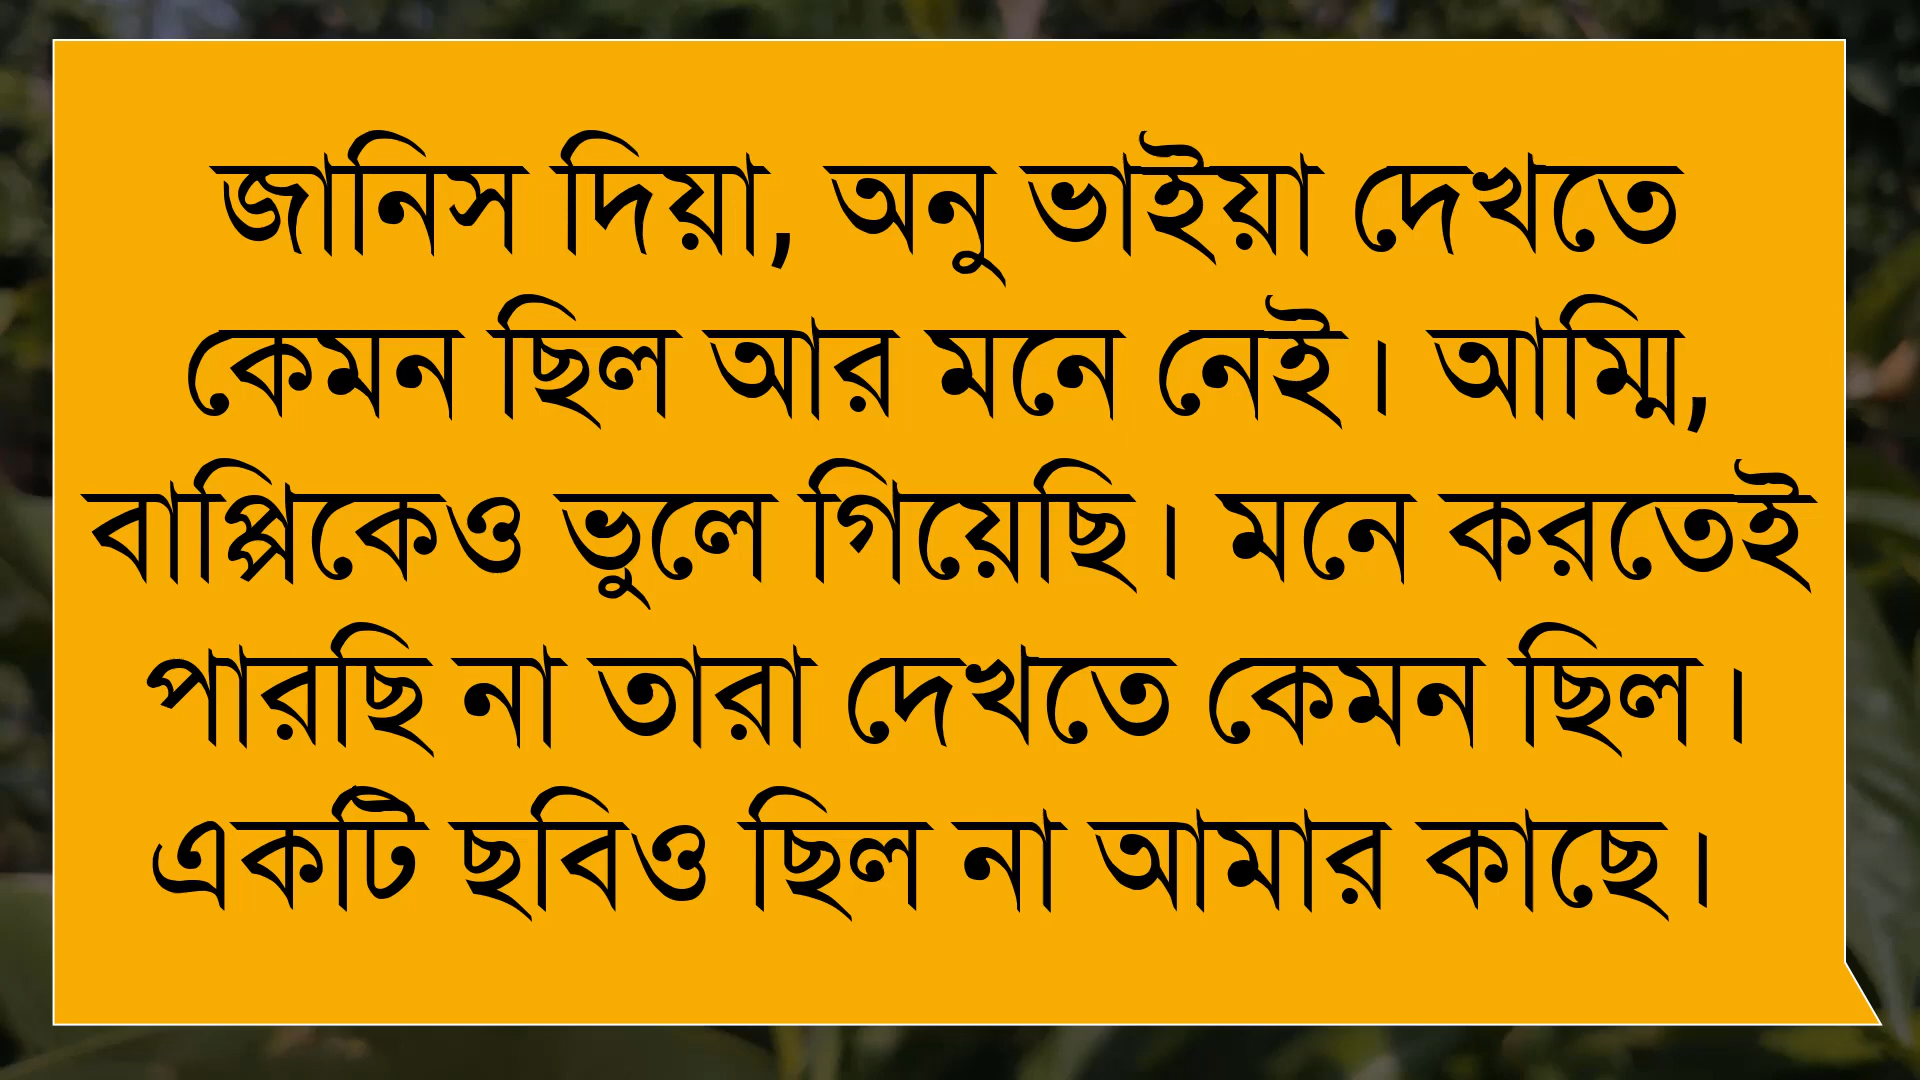 জানিস দিয়া, অনু ভাইয়া দেখতে
কেমন ছিল আর মনে নেই। আম্মি,
বাপ্পিকেও ভুলে গিয়েছি। মনে করতেই
পারছি না তারা দেখতে কেমন ছিল।
একটি ছবিও ছিল না আমার কাছে।